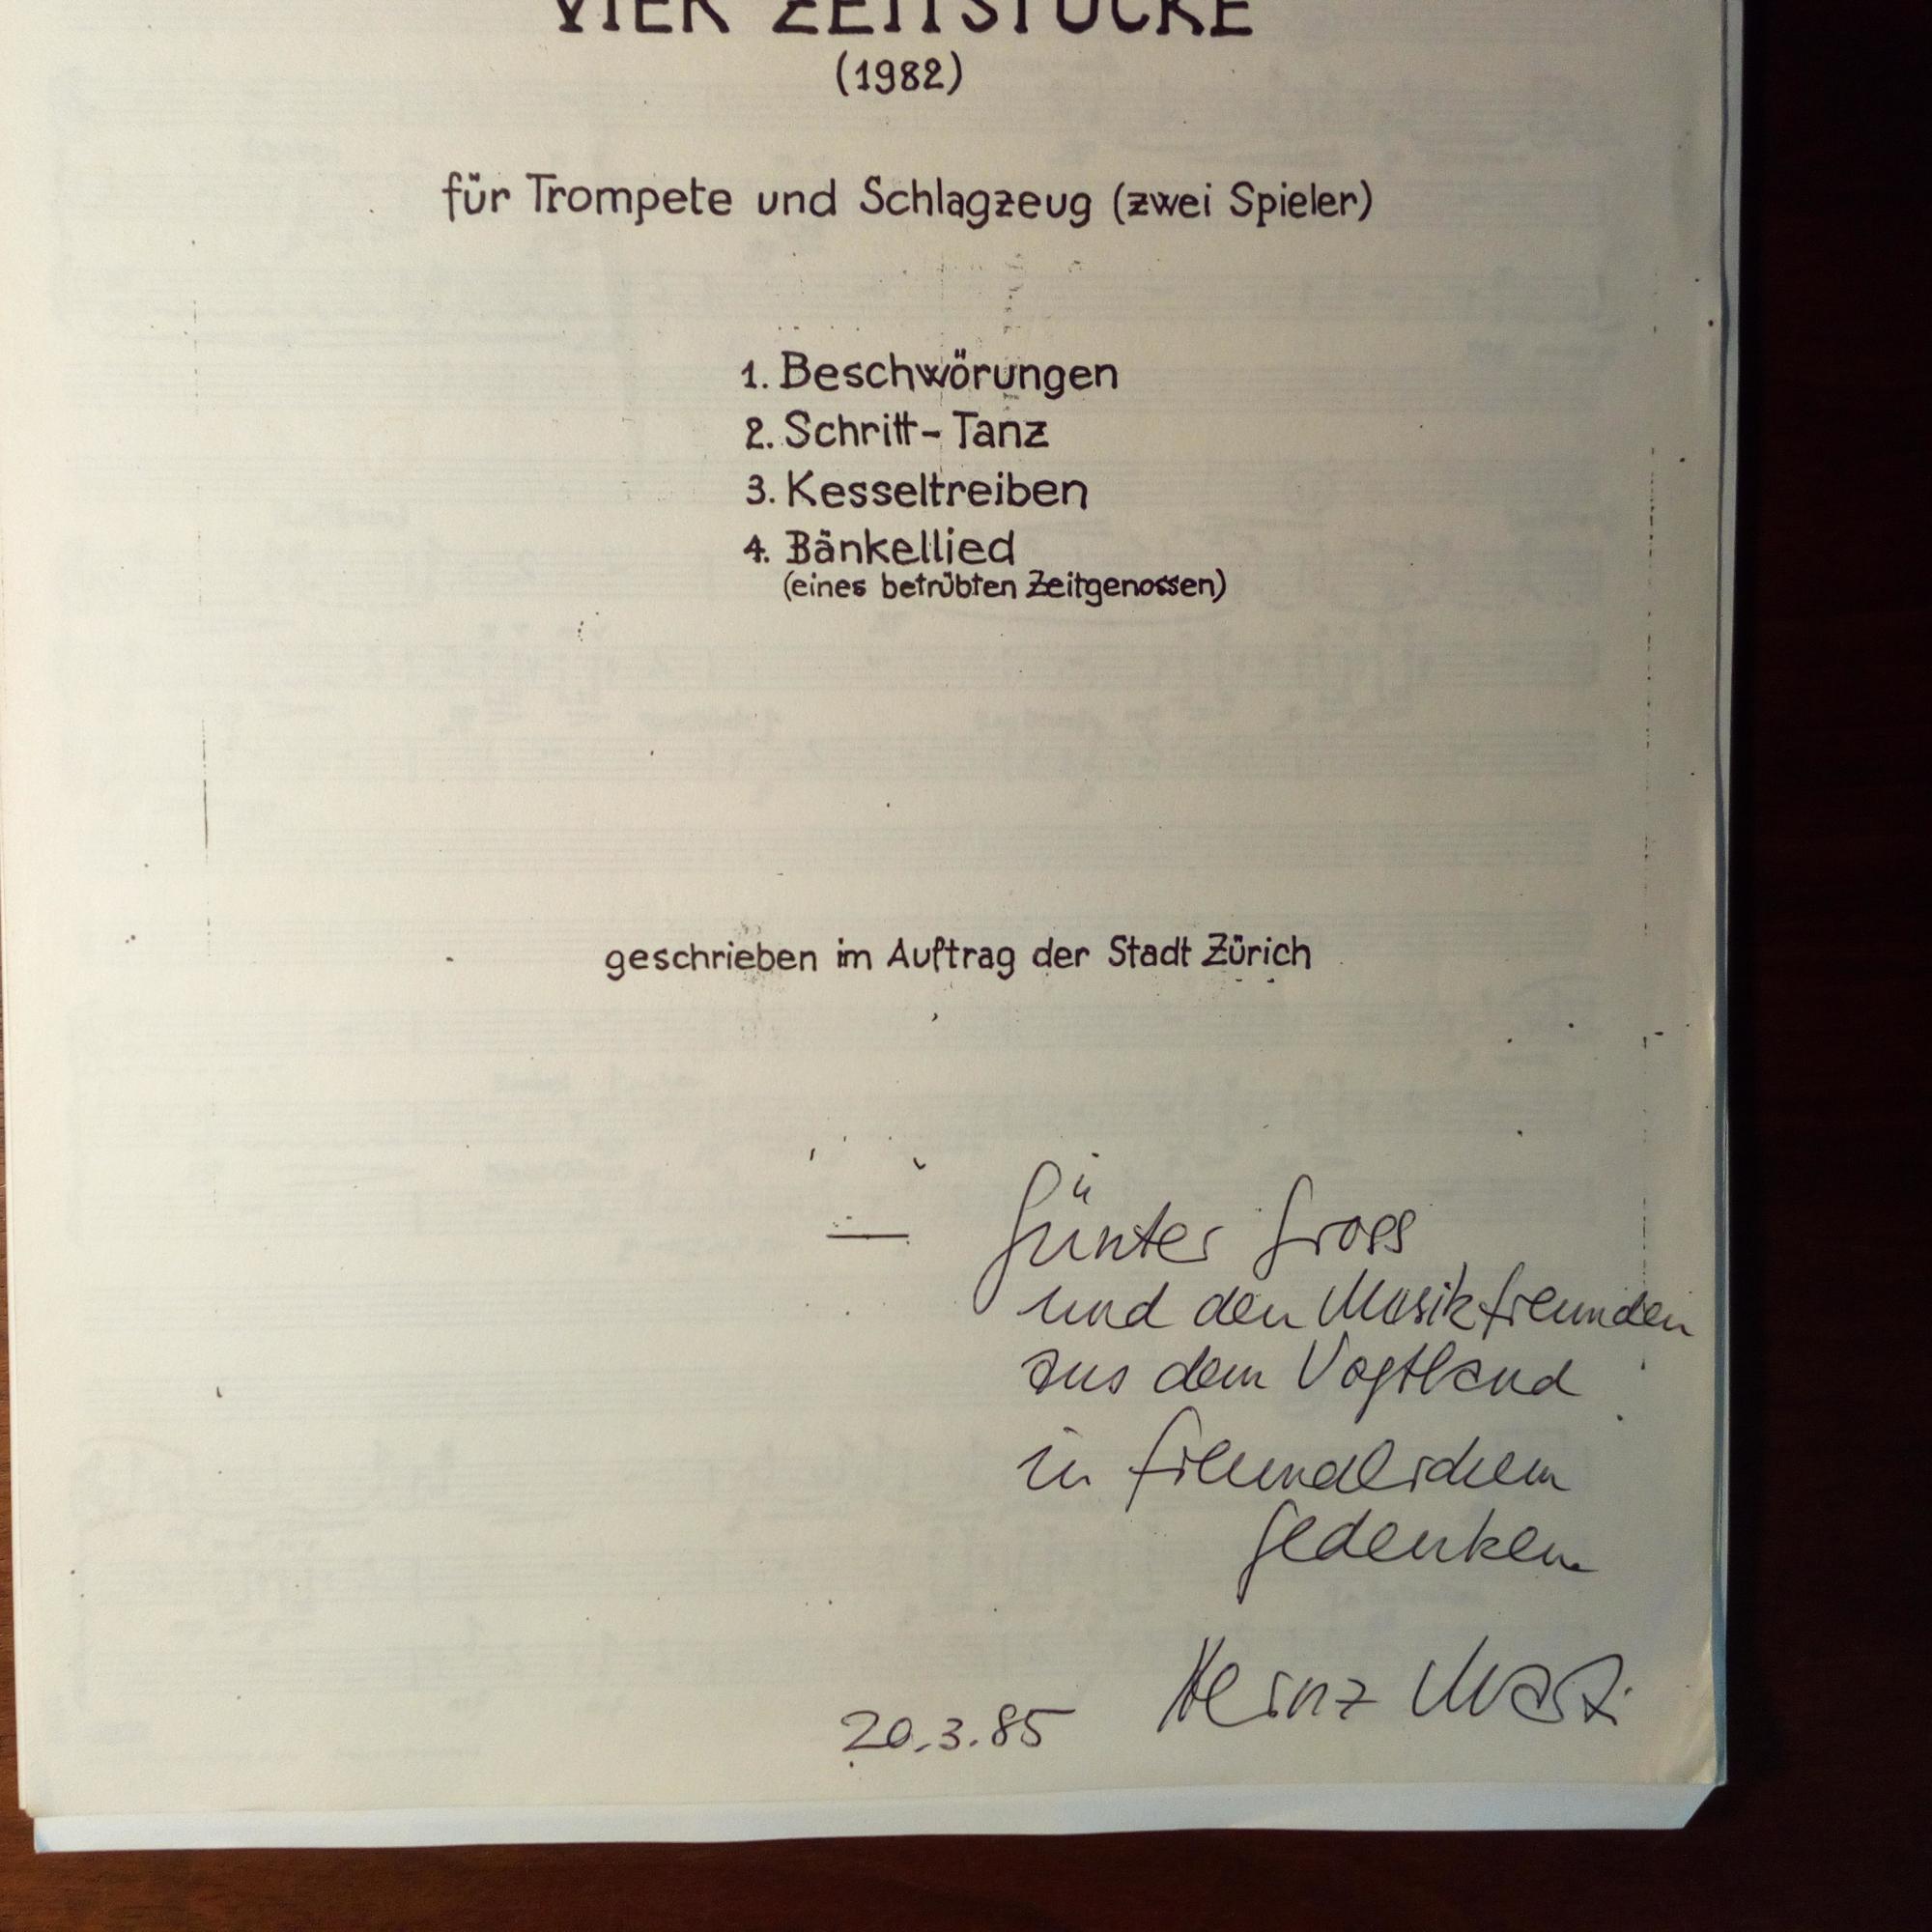 VIER ZEITSTÜCKE
(1982)
für Trompete und Schlagzeug (zwei Spieler)
1. Beschwörungen
2. Schritt-Tanz
3. Kesseltreiben
4. Bänkellied
(eines betrübten Zeitgenossen)
geschrieben im Auftrag der Stadt Zürich
Günter Gross
und den Musikfreunden
aus dem Vogtland
in freundlichem
Gedenken
Heinz Marti
20.3.85